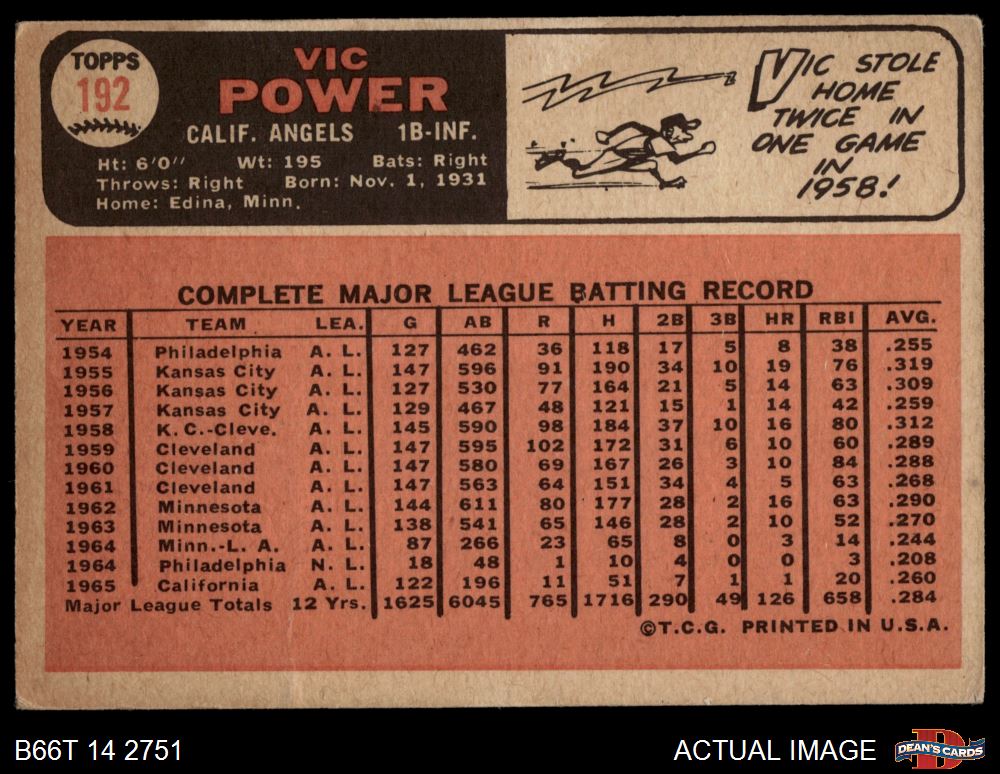 TOPPS
192
VIC
POWER
CALIF. ANGELS 1B-INF.
Ht: 6'0" Wt: 195 Bats: Right
Throws: Right Born: Nov. 1, 1931
Home: Edina, Minn.
VIC STOLE
HOME
TWICE IN
ONE GAME
IN
1958!
COMPLETE MAJOR LEAGUE BATTING RECORD
YEAR TEAM LEA. G AB R H 2B 3B HR RBI AVG.
1954 Philadelphia A. L. 127 462 36 118 17 5 8 38 .255
1955 Kansas City A. L. 147 596 91 190 34 10 19 76 .319
1956 Kansas City A. L. 127 530 77 164 21 5 14 63 .309
1957 Kansas City A. L. 129 467 48 121 15 1 14 42 .259
1958 K. C.-Cleve. A. L. 145 590 98 184 37 10 16 80 .312
1959 Cleveland A. L. 147 595 102 172 31 6 10 60 .289
1960 Cleveland A. L. 147 580 69 167 26 3 10 84 .288
1961 Cleveland A. L. 147 563 64 151 34 4 5 63 .268
1962 Minnesota A. L. 144 611 80 177 28 2 16 63 .290
1963 Minnesota A. L. 138 541 65 146 28 2 10 52 .270
1964 Minn.-L. A. A. L. 87 266 23 65 8 0 3 14 .244
1964 Philadelphia N. L. 18 48 1 10 4 0 0 3 .208
1965 California A. L. 122 196 11 51 7 1 1 20 .260
Major League Totals 12 Yrs. 1625 6045 765 1716 290 49 126 658 .284
©T.C.G. PRINTED IN U.S.A.
B66T 14 2751
ACTUAL IMAGE
DEAN'S CARDS